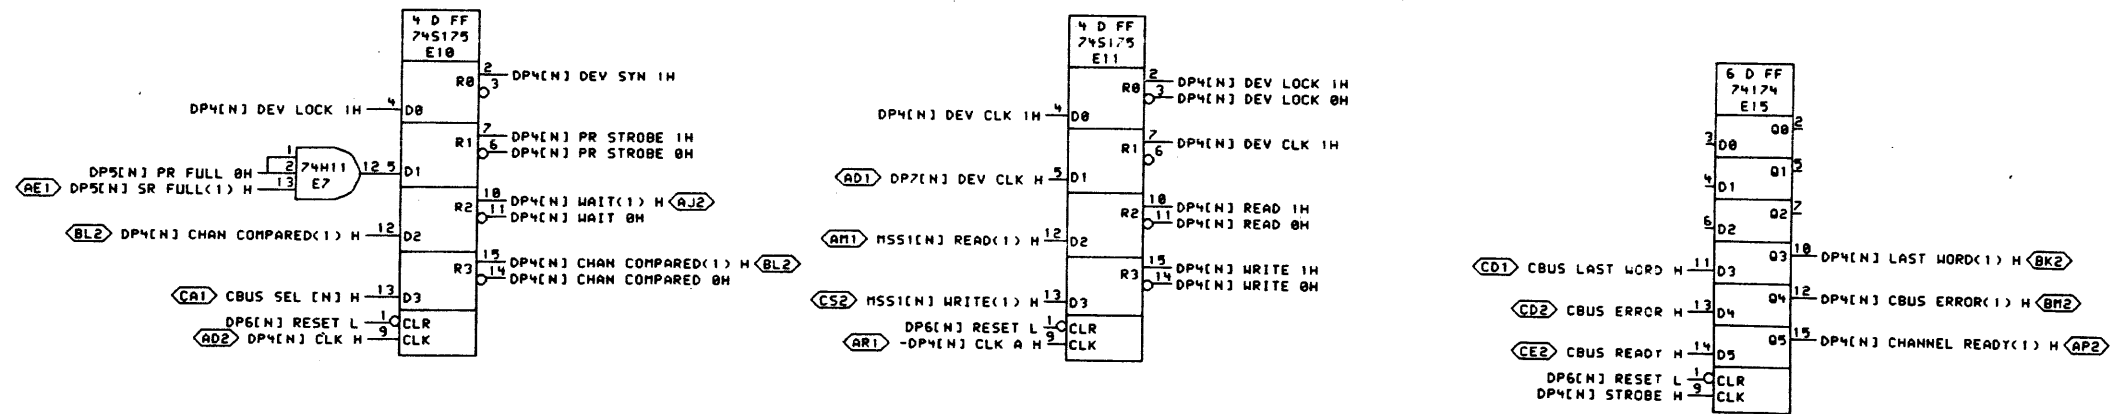 4 D FF
74S175
E10
2
R0 3 DP4[N] DEV SYN 1H
DP4[N] DEV LOCK 1H 4 D0
7 DP4[N] PR STROBE 1H
R1 6 DP4[N] PR STROBE 0H
1
DP5[N] PR FULL 0H 2 74H11 12 5 D1
AE1 DP5[N] SR FULL(1) H 13 E7
10 DP4[N] WAIT(1) H AJ2
R2 11 DP4[N] WAIT 0H
BL2 DP4[N] CHAN COMPARED(1) H 12 D2
15 DP4[N] CHAN COMPARED(1) H BL2
R3 14 DP4[N] CHAN COMPARED 0H
CA1 CBUS SEL [N] H 13 D3
DP6[N] RESET L 1 CLR
AD2 DP4[N] CLK H 9 CLK
4 D FF
74S175
E11
2 DP4[N] DEV LOCK 1H
R0 3 DP4[N] DEV LOCK 0H
DP4[N] DEV CLK 1H 4 D0
7 DP4[N] DEV CLK 1H
R1 6
AD1 DP7[N] DEV CLK H 5 D1
10 DP4[N] READ 1H
R2 11 DP4[N] READ 0H
AM1 MSS1[N] READ(1) H 12 D2
15 DP4[N] WRITE 1H
R3 14 DP4[N] WRITE 0H
CS2 MSS1[N] WRITE(1) H 13 D3
DP6[N] RESET L 1 CLR
AR1 -DP4[N] CLK A H 9 CLK
6 D FF
74174
E15
Q0 2
3 D0
Q1 5
4 D1
Q2 7
6 D2
Q3 10 DP4[N] LAST WORD(1) H BK2
CD1 CBUS LAST WORD H 11 D3
Q4 12 DP4[N] CBUS ERROR(1) H BM2
CD2 CBUS ERROR H 13 D4
Q5 15 DP4[N] CHANNEL READY(1) H AP2
CE2 CBUS READY H 14 D5
DP6[N] RESET L 1 CLR
DP4[N] STROBE H 9 CLK